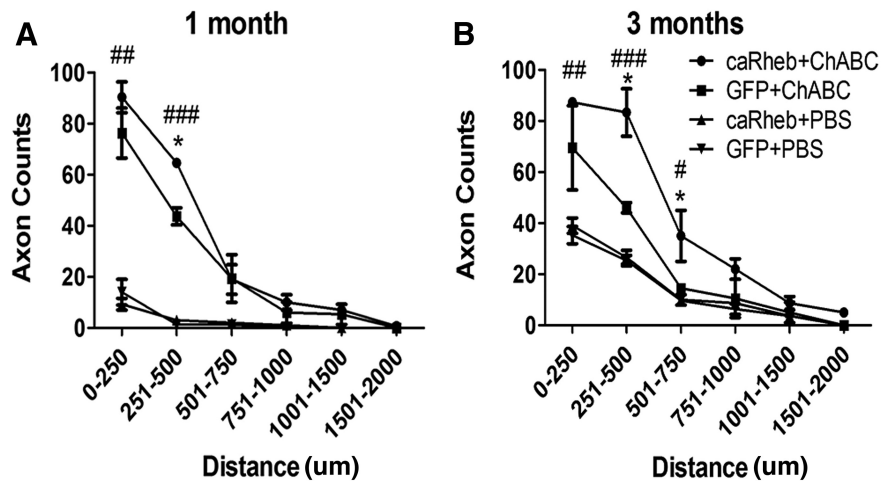 A
1 month
##
###
*
100
80
60
40
20
0
Axon Counts
0-250
251-500
501-750
751-1000
1001-1500
1501-2000
Distance (um)
B
3 months
##
###
*
#
*
caRheb+ChABC
GFP+ChABC
caRheb+PBS
GFP+PBS
100
80
60
40
20
0
Axon Counts
0-250
251-500
501-750
751-1000
1001-1500
1501-2000
Distance (um)